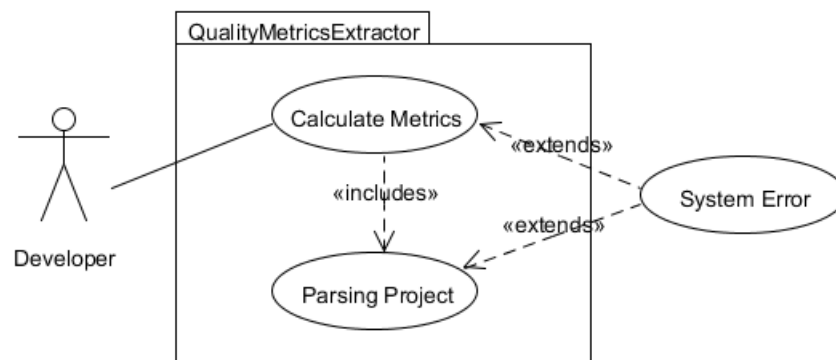 QualityMetricsExtractor
Calculate Metrics
«extends»
«includes»
System Error
«extends»
Developer
Parsing Project